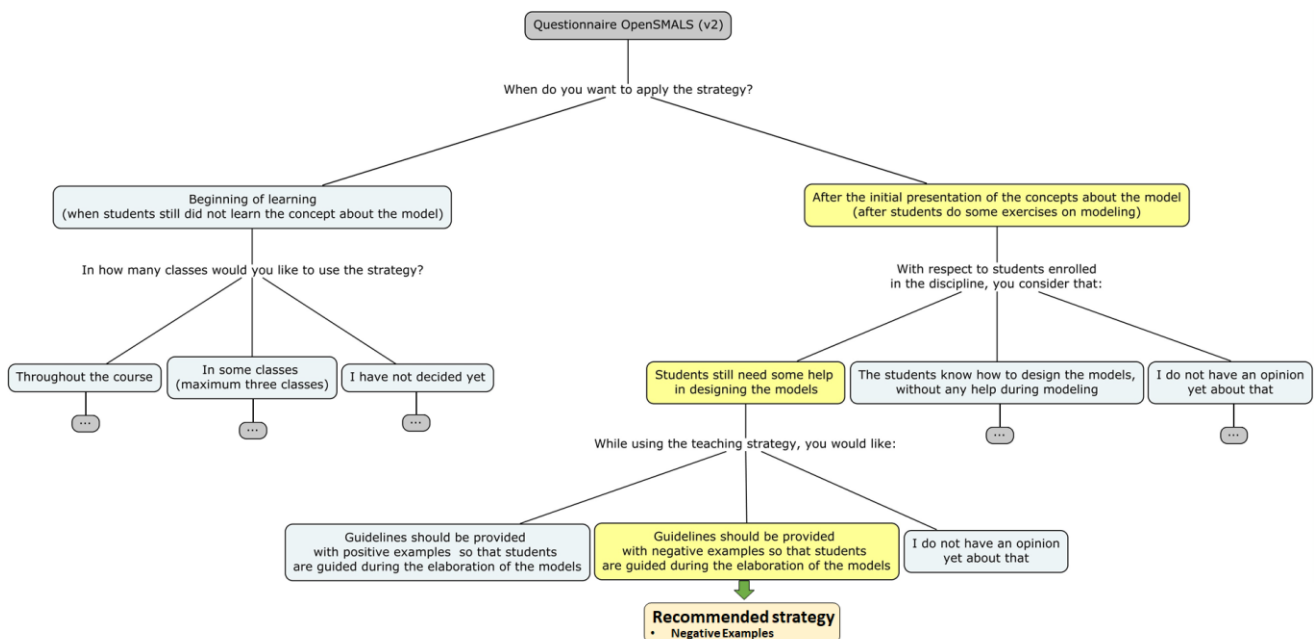 Questionnaire OpenSMALS (v2)
When do you want to apply the strategy?
Beginning of learning
(when students still did not learn the concept about the model)
After the initial presentation of the concepts about the model
(after students do some exercises on modeling)
In how many classes would you like to use the strategy?
With respect to students enrolled
in the discipline, you consider that:
Throughout the course
In some classes
(maximum three classes)
I have not decided yet
Students still need some help
in designing the models
The students know how to design the models,
without any help during modeling
I do not have an opinion
yet about that
...
...
...
...
...
While using the teaching strategy, you would like:
Guidelines should be provided
with positive examples so that students
are guided during the elaboration of the models
Guidelines should be provided
with negative examples so that students
are guided during the elaboration of the models
I do not have an opinion
yet about that
Recommended strategy
• Negative Examples